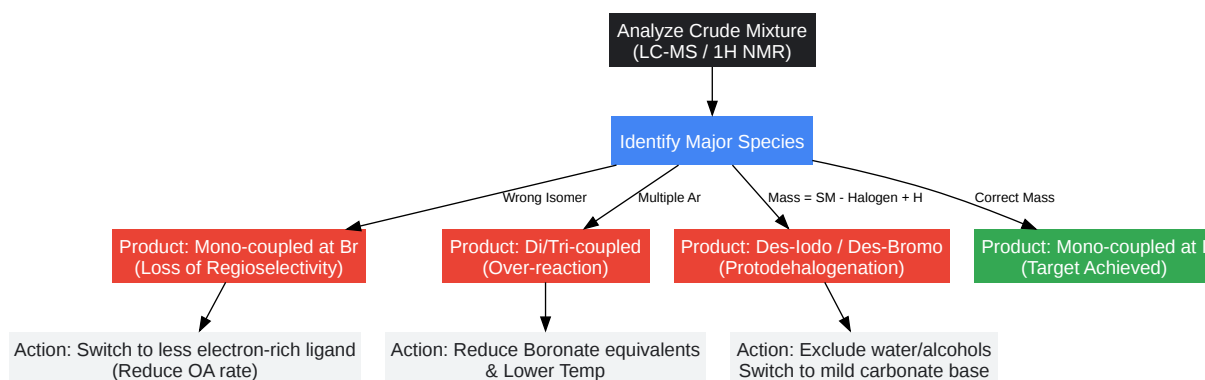 Analyze Crude Mixture
(LC-MS / 1H NMR)
Identify Major Species
Wrong Isomer
Multiple Ar
Mass = SM - Halogen + H
Correct Mass
Product: Mono-coupled at Br
(Loss of Regioselectivity)
Product: Di/Tri-coupled
(Over-reaction)
Product: Des-Iodo / Des-Bromo
(Protodehalogenation)
Product: Mono-coupled at I
(Target Achieved)
Action: Switch to less electron-rich ligand
(Reduce OA rate)
Action: Reduce Boronate equivalents
& Lower Temp
Action: Exclude water/alcohols
Switch to mild carbonate base